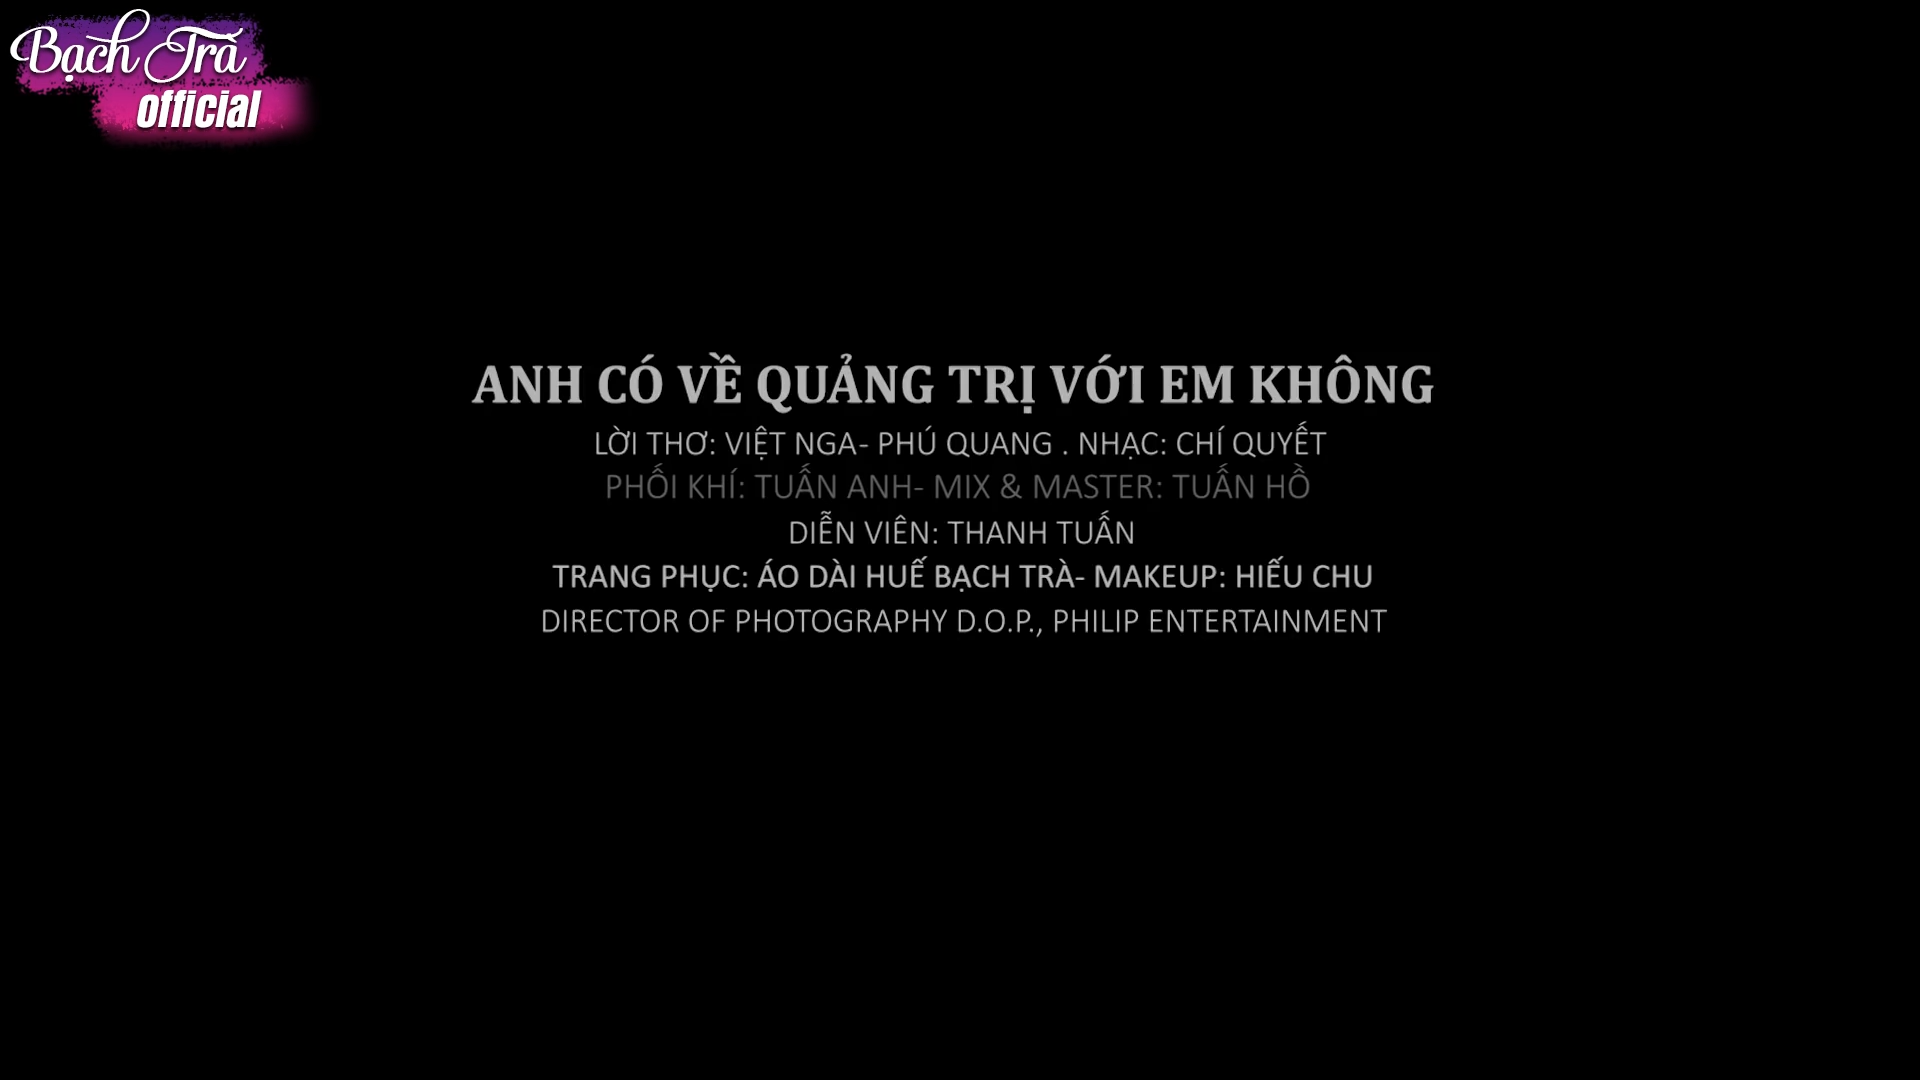 Bạch Trà
official
ANH CÓ VỀ QUẢNG TRỊ VỚI EM KHÔNG
LỜI THƠ: VIỆT NGA- PHÚ QUANG . NHẠC: CHÍ QUYẾT
PHỐI KHÍ: TUẤN ANH- MIX & MASTER: TUẤN HỒ
DIỄN VIÊN: THANH TUẤN
TRANG PHỤC: ÁO DÀI HUẾ BẠCH TRÀ- MAKEUP: HIẾU CHU
DIRECTOR OF PHOTOGRAPHY D.O.P., PHILIP ENTERTAINMENT